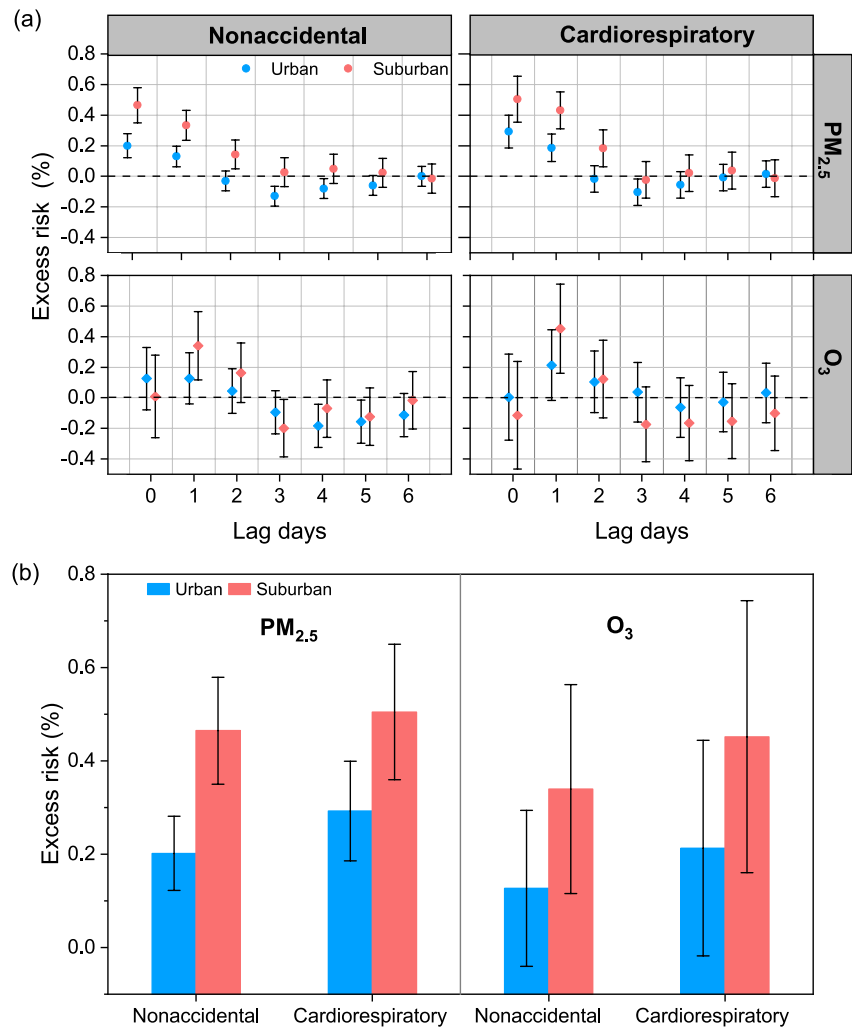 (a)
Nonaccidental Cardiorespiratory
Urban Suburban
Excess risk (%)
0.8
0.6
0.4
0.2
0.0
-0.2
-0.4
PM2.5
0.8
0.6
0.4
0.2
0.0
-0.2
-0.4
O3
0 1 2 3 4 5 6 0 1 2 3 4 5 6
Lag days Lag days
(b)
Urban Suburban
PM2.5 O3
Excess risk (%)
0.8
0.6
0.4
0.2
0.0
Nonaccidental Cardiorespiratory Nonaccidental Cardiorespiratory